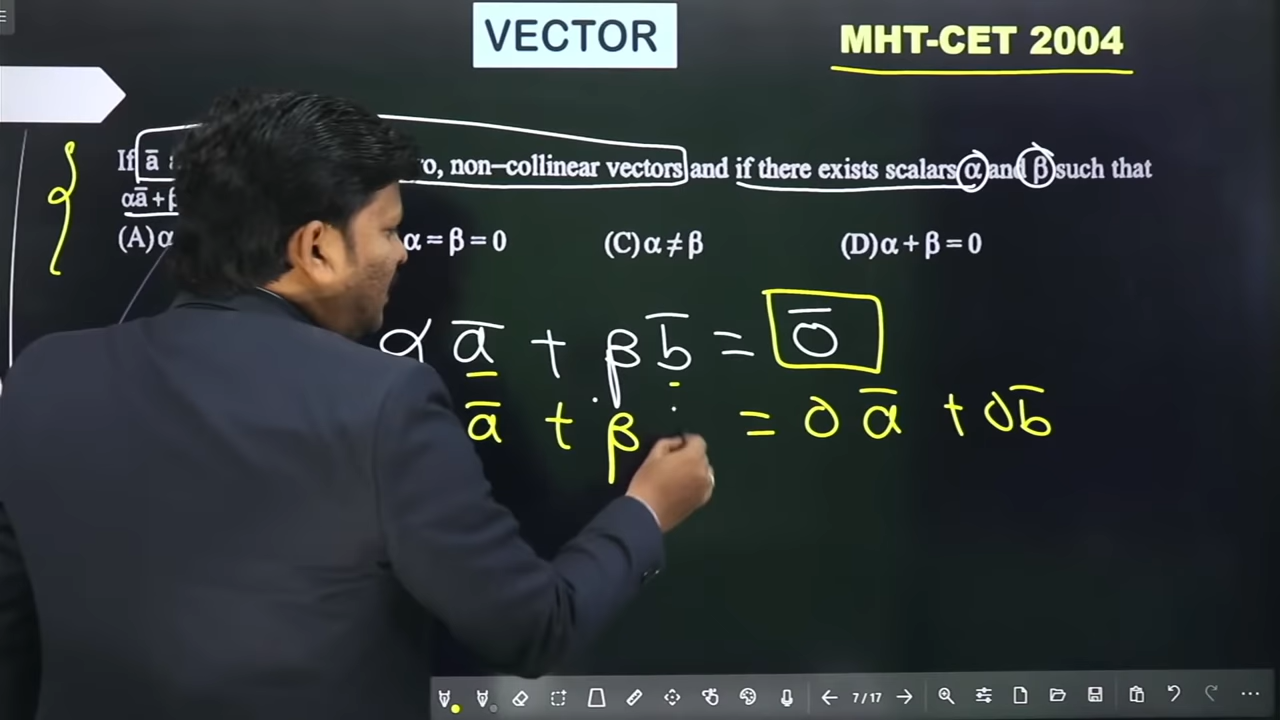 VECTOR
MHT-CET 2004
If ā o, non–collinear vectors and if there exists scalars α and β such that
αā +
(A) α α = β = 0 (C) α ≠ β (D) α + β = 0
α ā + β b̄ = 0̄
ā + β = 0 ā + 0 b̄
7/17